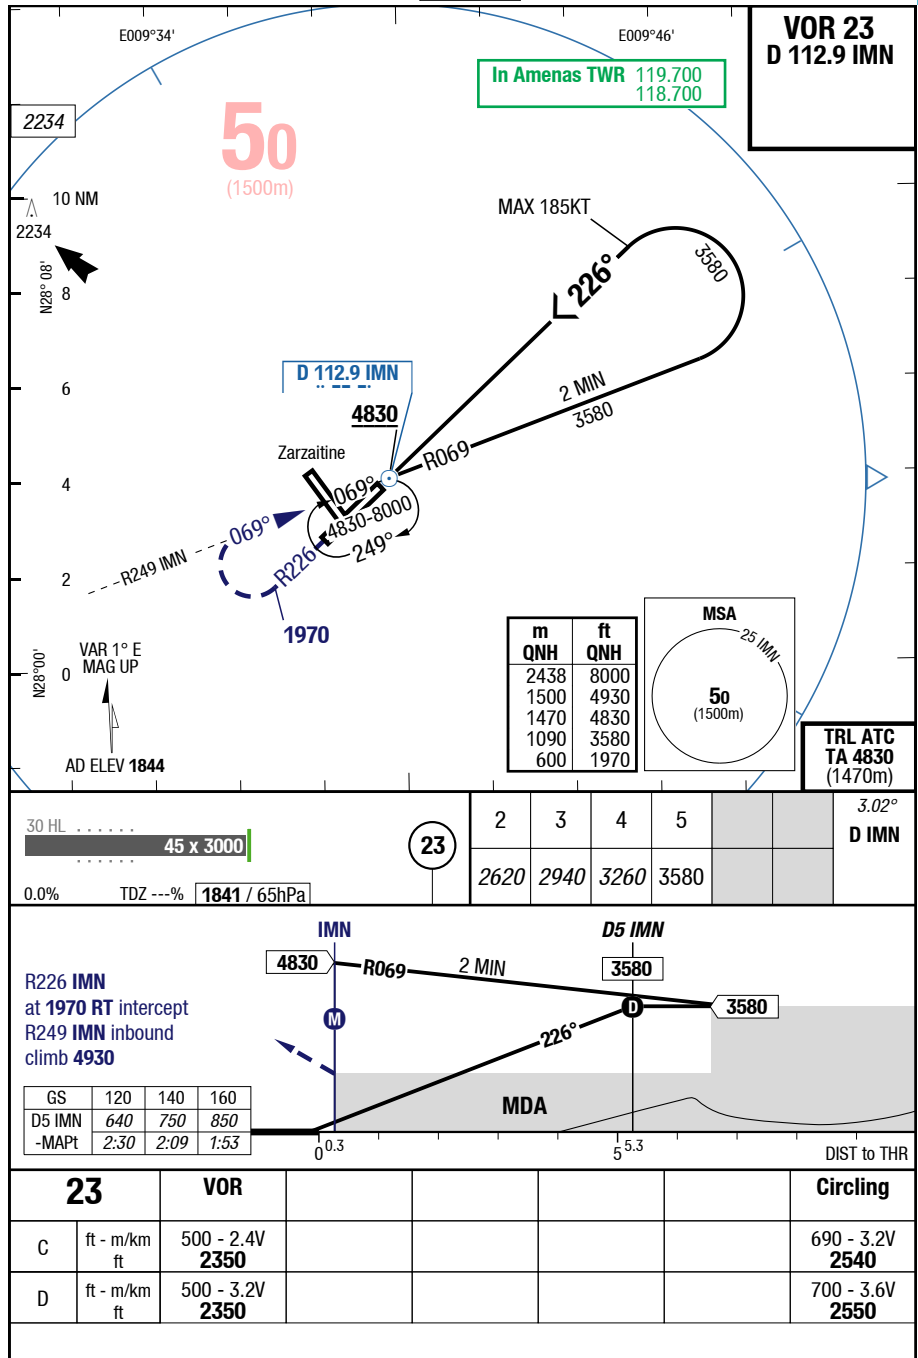 E009°34'
E009°46'
VOR 23
D 112.9 IMN
In Amenas TWR 119.700
118.700
2234
50
(1500m)
10 NM
2234
N28° 08'
8
6
4
2
0
N28°00'
MAX 185KT
3580
226°
2 MIN
3580
R069
D 112.9 IMN
4830
Zarzaitine
069°
4830-8000
249°
069°
R249 IMN
R226
1970
VAR 1° E
MAG UP
AD ELEV 1844
m ft
QNH QNH
2438 8000
1500 4930
1470 4830
1090 3580
600 1970
MSA
25 IMN
50
(1500m)
TRL ATC
TA 4830
(1470m)
30 HL
45 x 3000
0.0% TDZ ---% 1841 / 65hPa
23
2 3 4 5
2620 2940 3260 3580
3.02°
D IMN
IMN
D5 IMN
4830
R069
2 MIN
3580
3580
R226 IMN
at 1970 RT intercept
R249 IMN inbound
climb 4930
M
D
226°
MDA
GS 120 140 160
D5 IMN 640 750 850
-MAPt 2:30 2:09 1:53
0 0.3
5 5.3
DIST to THR
23 VOR Circling
C ft - m/km 500 - 2.4V 690 - 3.2V
ft 2350 2540
D ft - m/km 500 - 3.2V 700 - 3.6V
ft 2350 2550